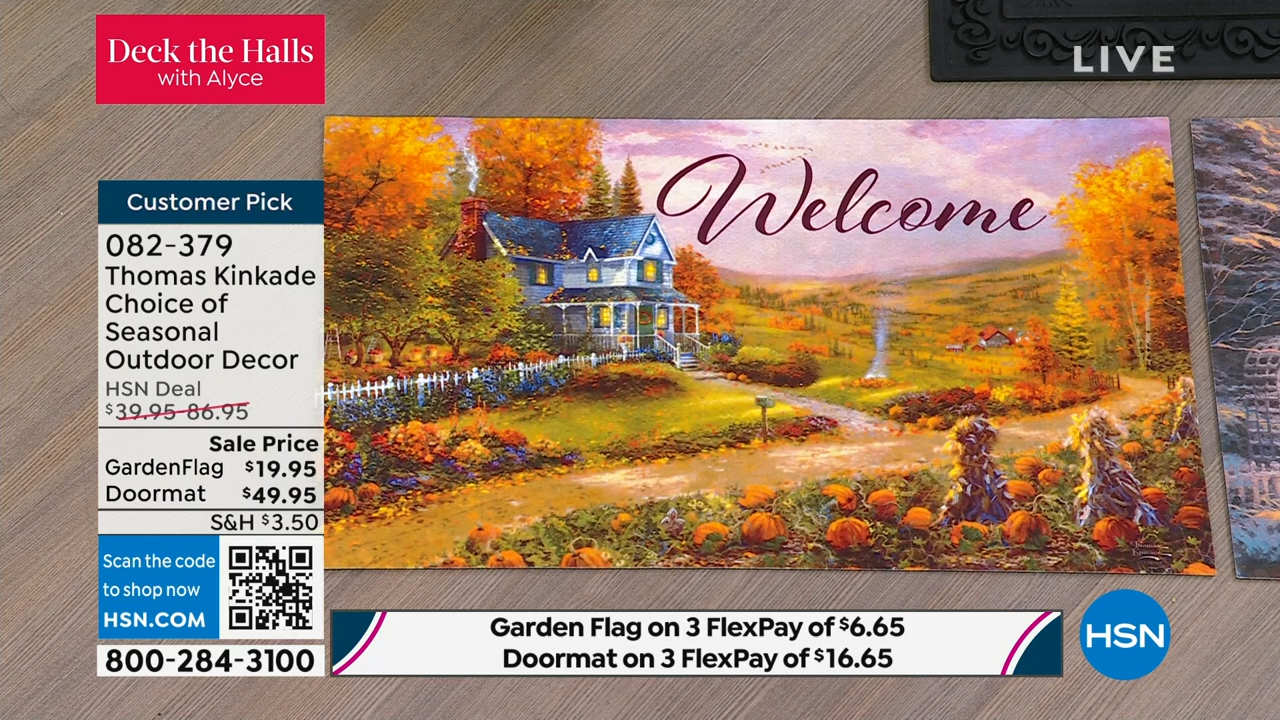 Deck the Halls
with Alyce
LIVE
Welcome
Customer Pick
082-379
Thomas Kinkade
Choice of
Seasonal
Outdoor Decor
HSN Deal
$39.95-86.95
Sale Price
GardenFlag $19.95
Doormat $49.95
S&H $3.50
Scan the code
to shop now
HSN.COM
800-284-3100
Garden Flag on 3 FlexPay of $6.65
Doormat on 3 FlexPay of $16.65
HSN